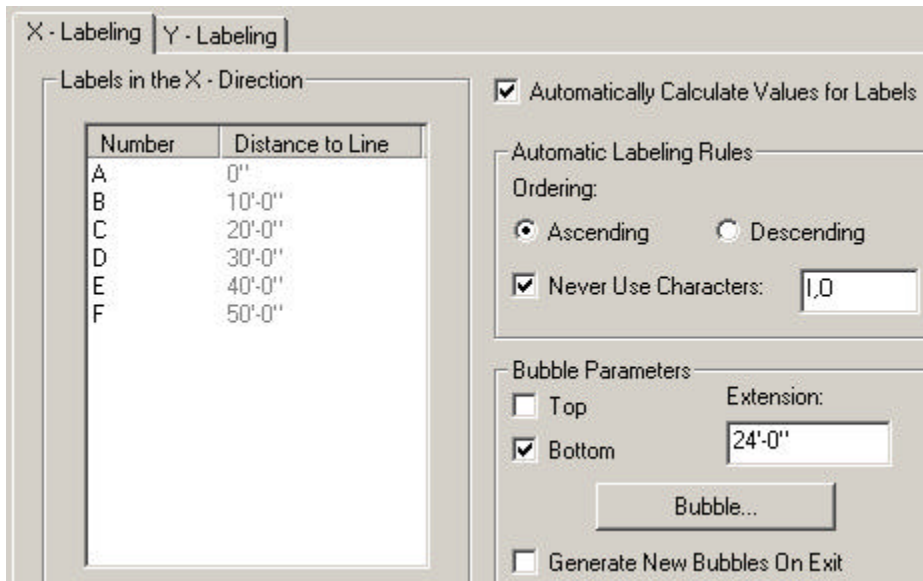 X - Labeling
Y - Labeling
Labels in the X - Direction
Number Distance to Line
A 0"
B 10'-0"
C 20'-0"
D 30'-0"
E 40'-0"
F 50'-0"
Automatically Calculate Values for Labels
Automatic Labeling Rules
Ordering:
Ascending Descending
Never Use Characters: I,O
Bubble Parameters
Top
Extension:
Bottom
24'-0"
Bubble...
Generate New Bubbles On Exit